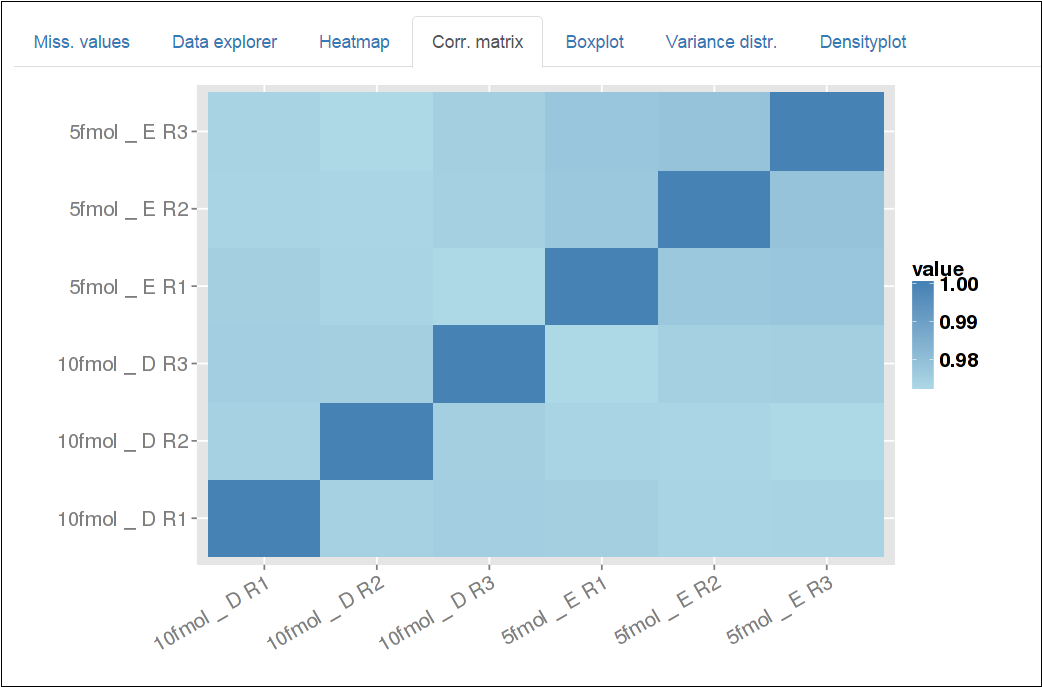 Miss. values Data explorer Heatmap Corr. matrix Boxplot Variance distr. Densityplot
5fmol _ E R3
5fmol _ E R2
5fmol _ E R1
10fmol _ D R3
10fmol _ D R2
10fmol _ D R1
value
1.00
0.99
0.98
10fmol _ D R1
10fmol _ D R2
10fmol _ D R3
5fmol _ E R1
5fmol _ E R2
5fmol _ E R3